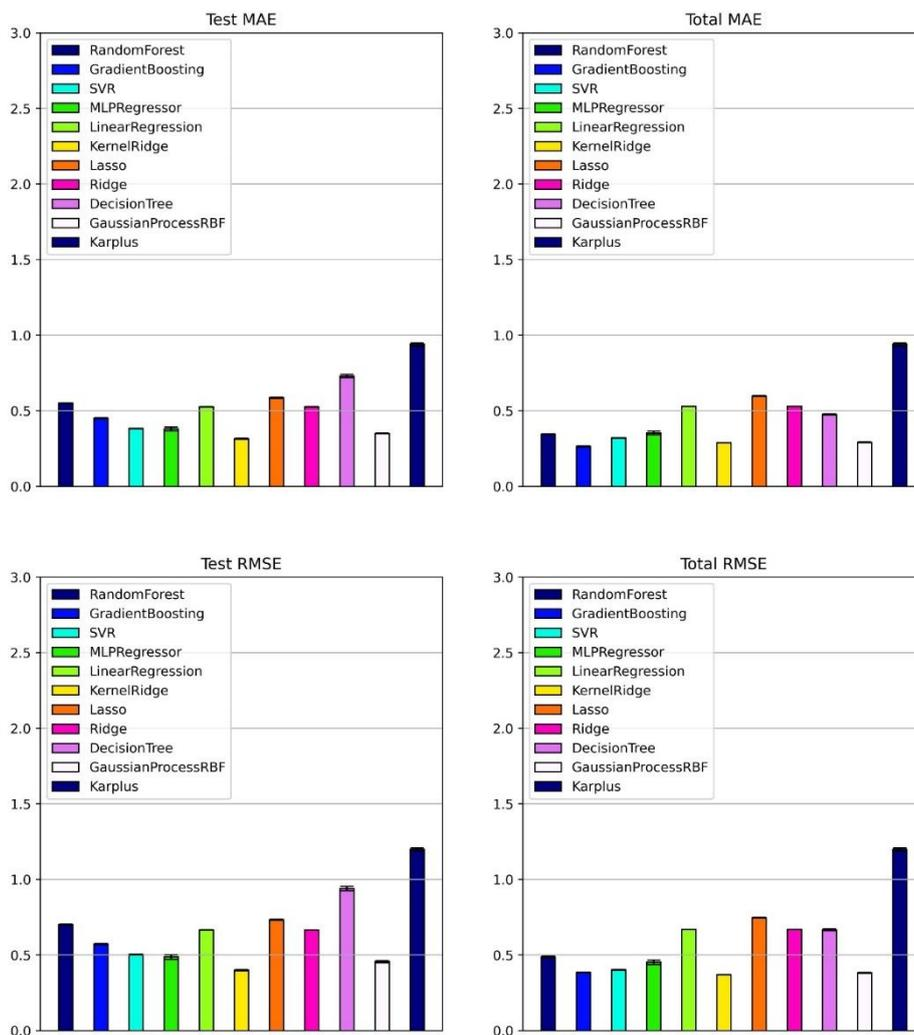 Test MAE
3.0
2.5
2.0
1.5
1.0
0.5
0.0
RandomForest
GradientBoosting
SVR
MLPRegressor
LinearRegression
KernelRidge
Lasso
Ridge
DecisionTree
GaussianProcessRBF
Karplus
Total MAE
3.0
2.5
2.0
1.5
1.0
0.5
0.0
RandomForest
GradientBoosting
SVR
MLPRegressor
LinearRegression
KernelRidge
Lasso
Ridge
DecisionTree
GaussianProcessRBF
Karplus
Test RMSE
3.0
2.5
2.0
1.5
1.0
0.5
0.0
RandomForest
GradientBoosting
SVR
MLPRegressor
LinearRegression
KernelRidge
Lasso
Ridge
DecisionTree
GaussianProcessRBF
Karplus
Total RMSE
3.0
2.5
2.0
1.5
1.0
0.5
0.0
RandomForest
GradientBoosting
SVR
MLPRegressor
LinearRegression
KernelRidge
Lasso
Ridge
DecisionTree
GaussianProcessRBF
Karplus